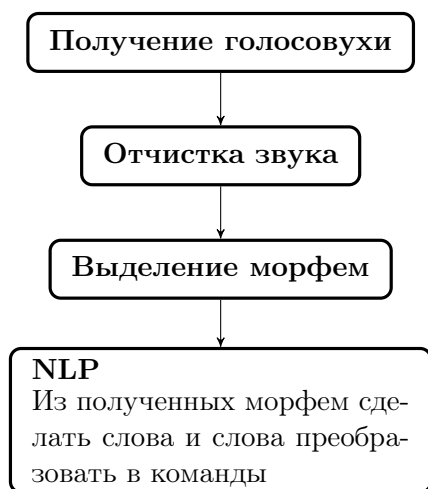 Получение голосовухи
Отчистка звука
Выделение морфем
NLP
Из полученных морфем сде-
лать слова и слова преобра-
зовать в команды